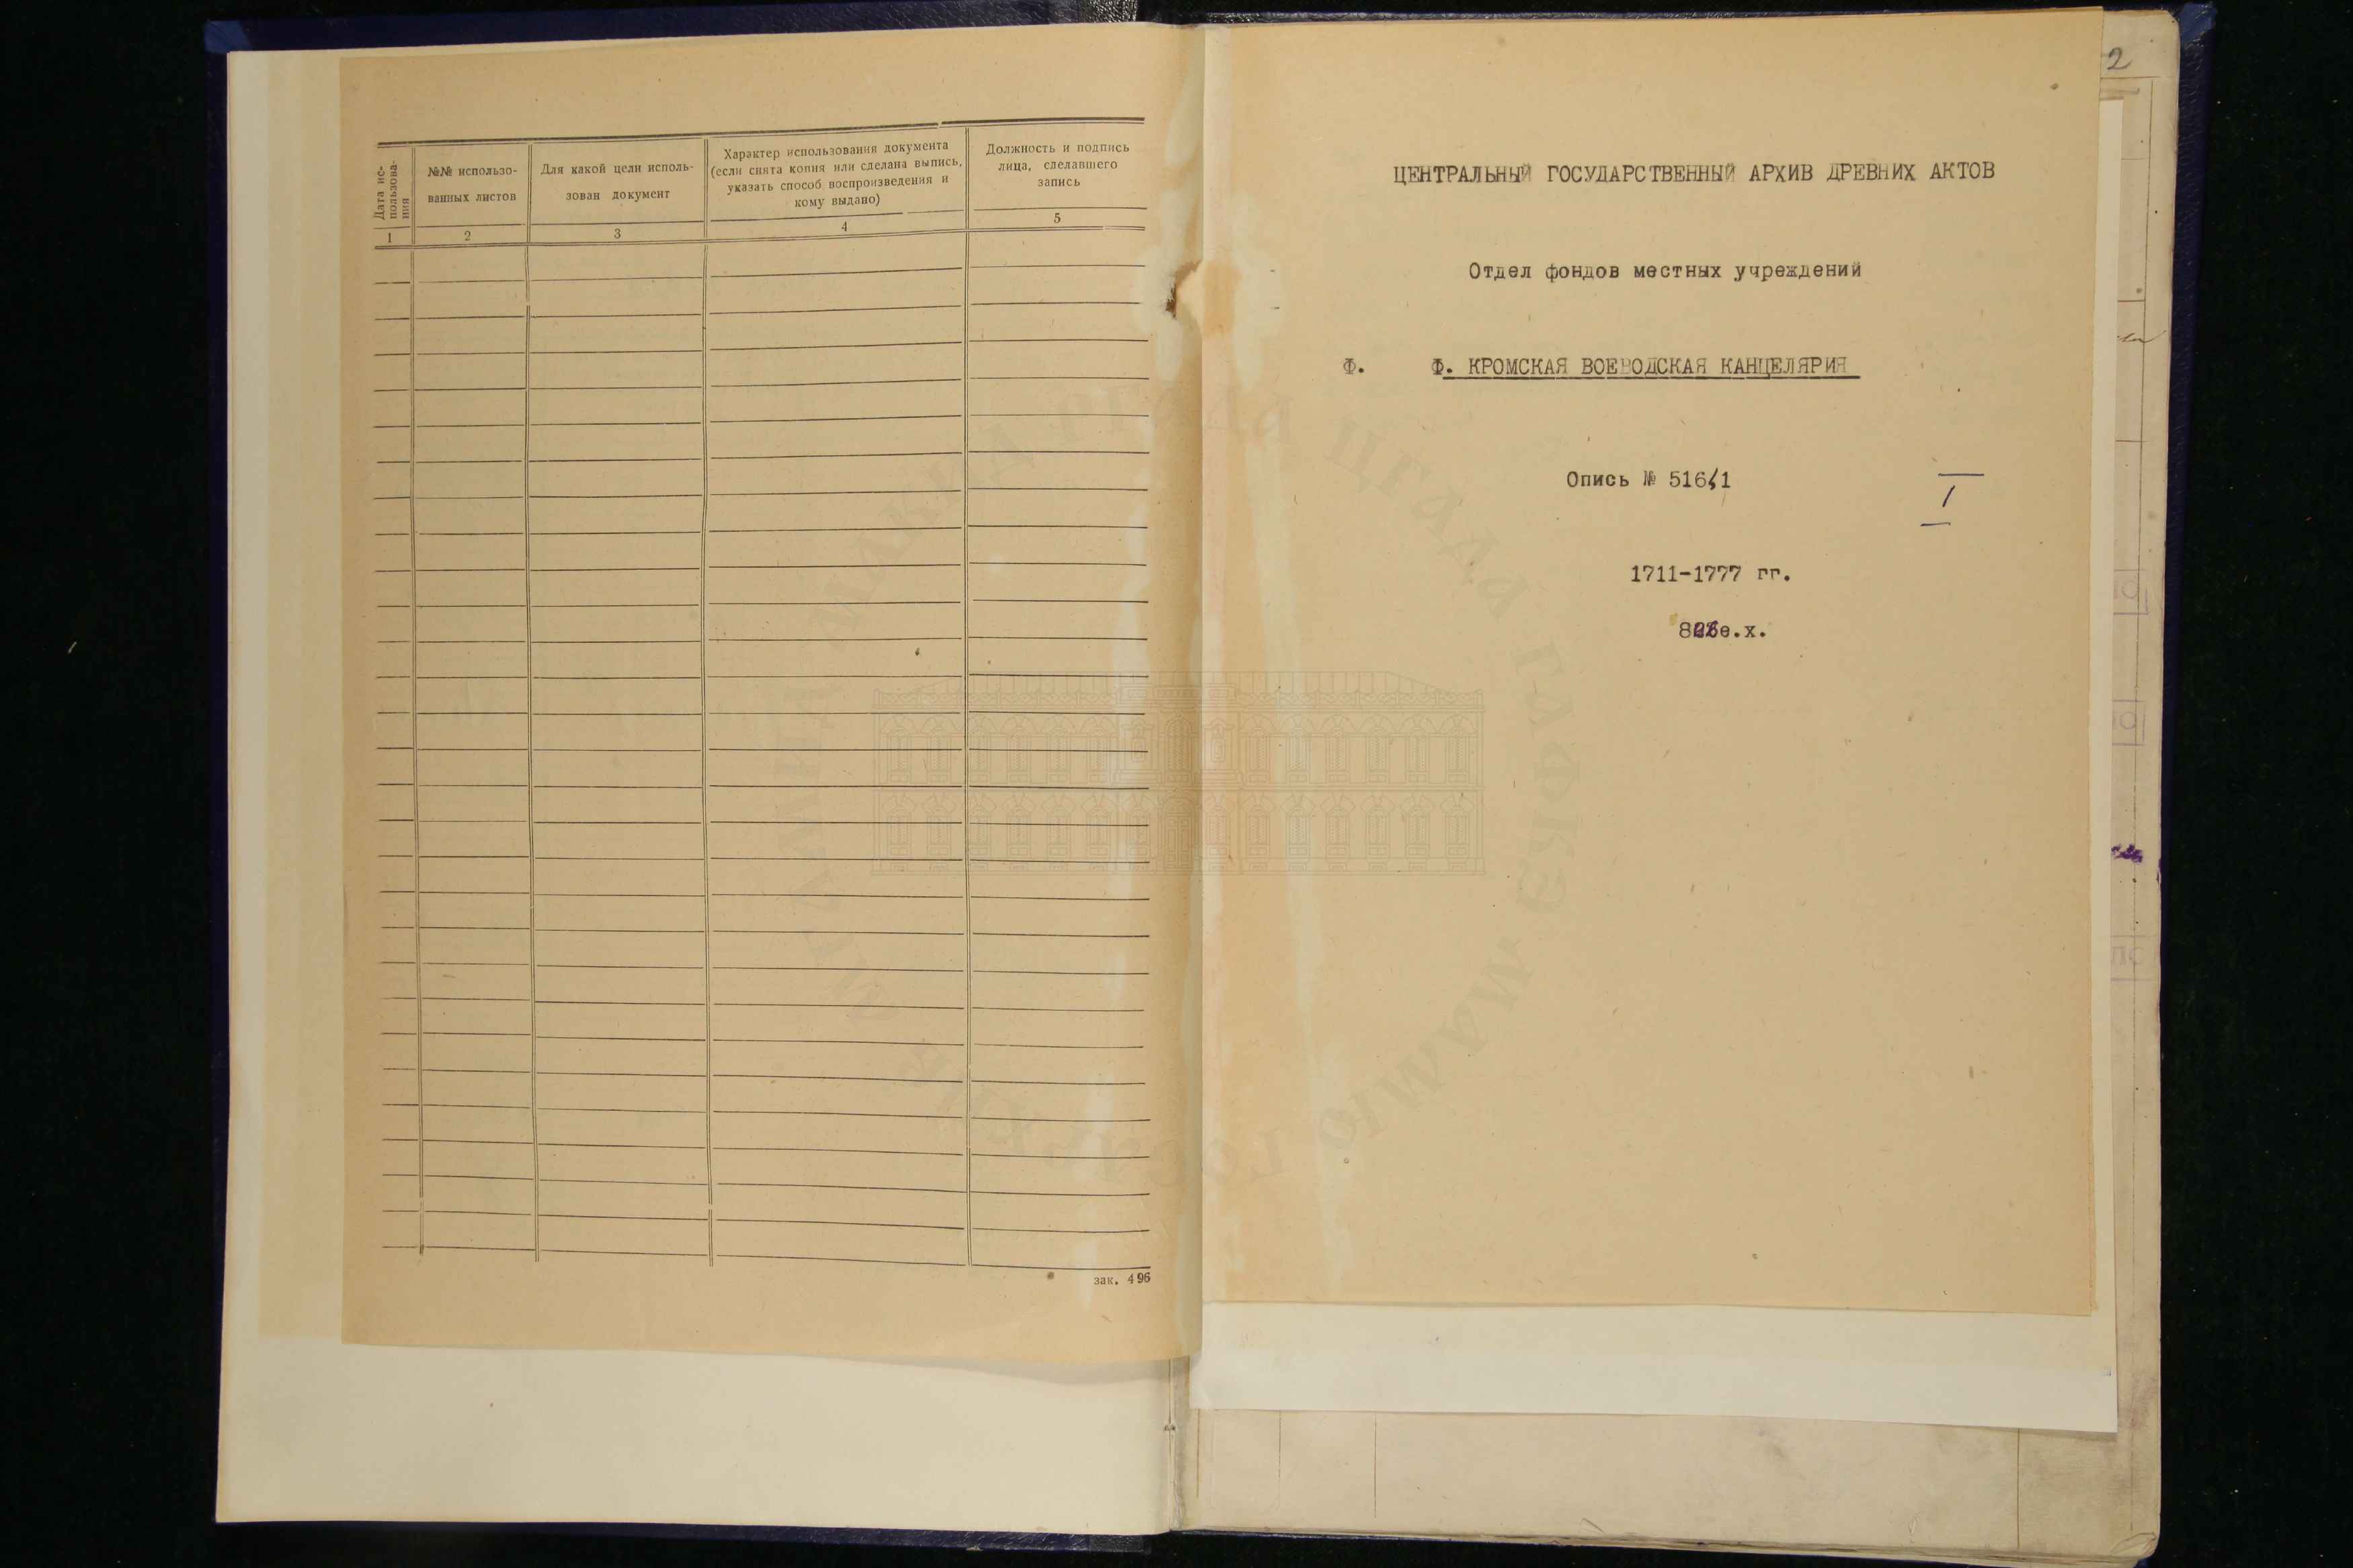 Дата ис-
пользова-
ния
№№ использо-
ванных листов
Для какой цели исполь-
зован документ
Характер использования документа
(если снята копия или сделана выпись,
указать способ воспроизведения и
кому выдано)
Должность и подпись
лица, сделавшего
запись
1 2 3 4 5
зак. 496
2
ЦЕНТРАЛЬНЫЙ ГОСУДАРСТВЕННЫЙ АРХИВ ДРЕВНИХ АКТОВ
Отдел фондов местных учреждений
Ф. Ф. КРОМСКАЯ ВОЕВОДСКАЯ КАНЦЕЛЯРИЯ
Опись № 516/1
I
1711-1777 гг.
е.х.
ЦГАДА ГАФКЭ МАМЮ